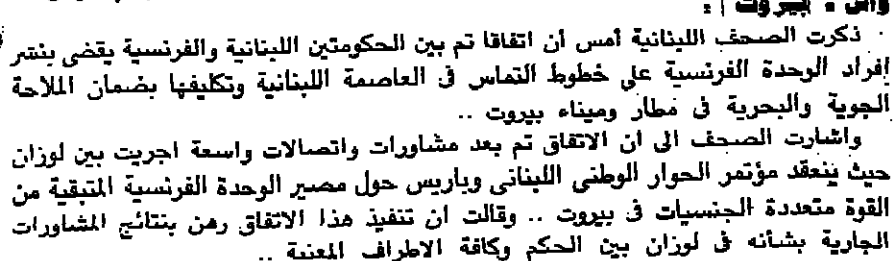 واس - بيروت :
ذكرت الصحف اللبنانية أمس أن اتفاقا تم بين الحكومتين اللبنانية والفرنسية يقضى بنشر
افراد الوحدة الفرنسية على خطوط التماس فى العاصمة اللبنانية وتكليفها بضمان الملاحة
الجوية والبحرية فى مطار وميناء بيروت ..
واشارت الصحف الى ان الاتفاق تم بعد مشاورات واتصالات واسعة اجريت بين لوزان
حيث ينعقد مؤتمر الحوار الوطنى اللبنانى وباريس حول مصير الوحدة الفرنسية المتبقية من
القوة متعددة الجنسيات فى بيروت .. وقالت ان تنفيذ هذا الاتفاق رهن بنتائج المشاورات
الجارية بشأنه فى لوزان بين الحكم وكافة الاطراف المعنية ..